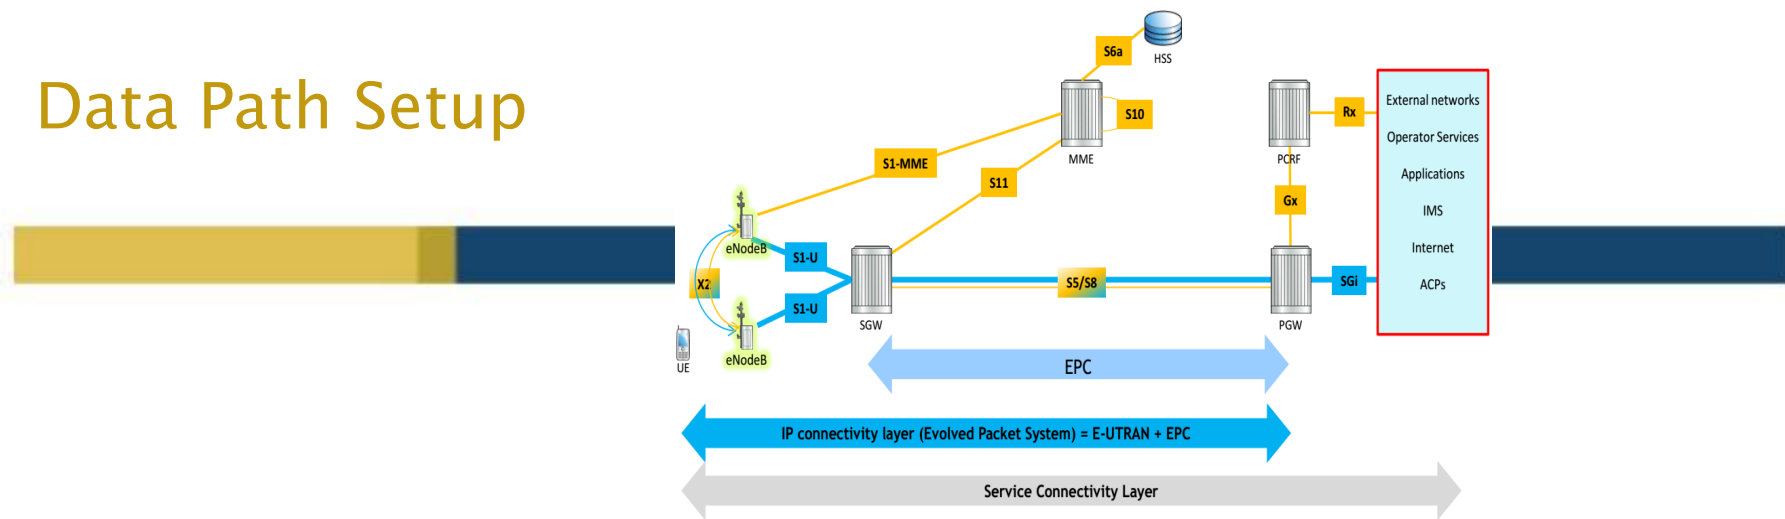 Data Path Setup
S6a
HSS
S10
MME
S1-MME
S11
Rx
PCRF
Gx
External networks
Operator Services
Applications
IMS
Internet
ACPs
eNodeB
S1-U
X2
S1-U
eNodeB
UE
SGW
S5/S8
PGW
SGi
EPC
IP connectivity layer (Evolved Packet System) = E-UTRAN + EPC
Service Connectivity Layer